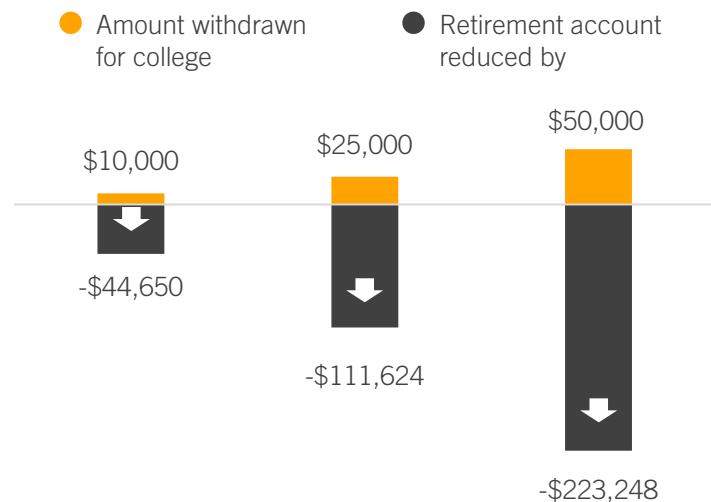 Amount withdrawn
for college
Retirement account
reduced by
$10,000
$25,000
$50,000
-$44,650
-$111,624
-$223,248